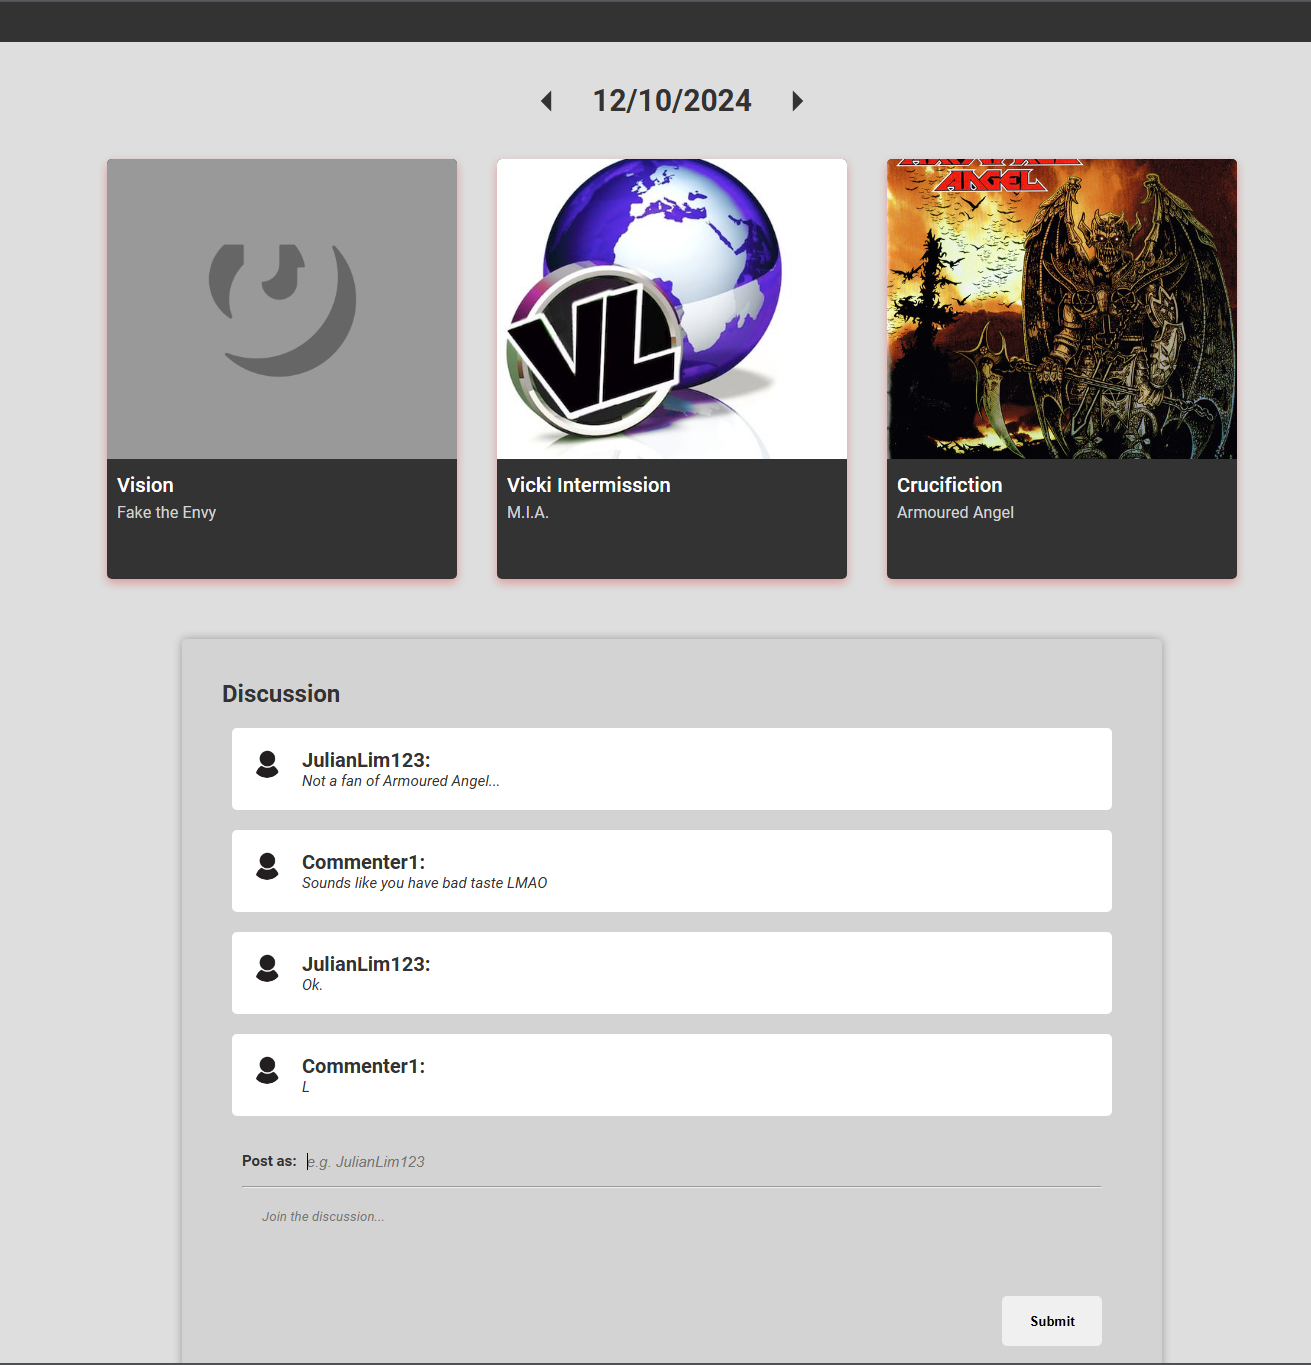 12/10/2024
VL
ANGEL
Vision
Fake the Envy
Vicki Intermission
M.I.A.
Crucifiction
Armoured Angel
Discussion
JulianLim123:
Not a fan of Armoured Angel...
Commenter1:
Sounds like you have bad taste LMAO
JulianLim123:
Ok.
Commenter1:
L
Post as: e.g. JulianLim123
Join the discussion...
Submit